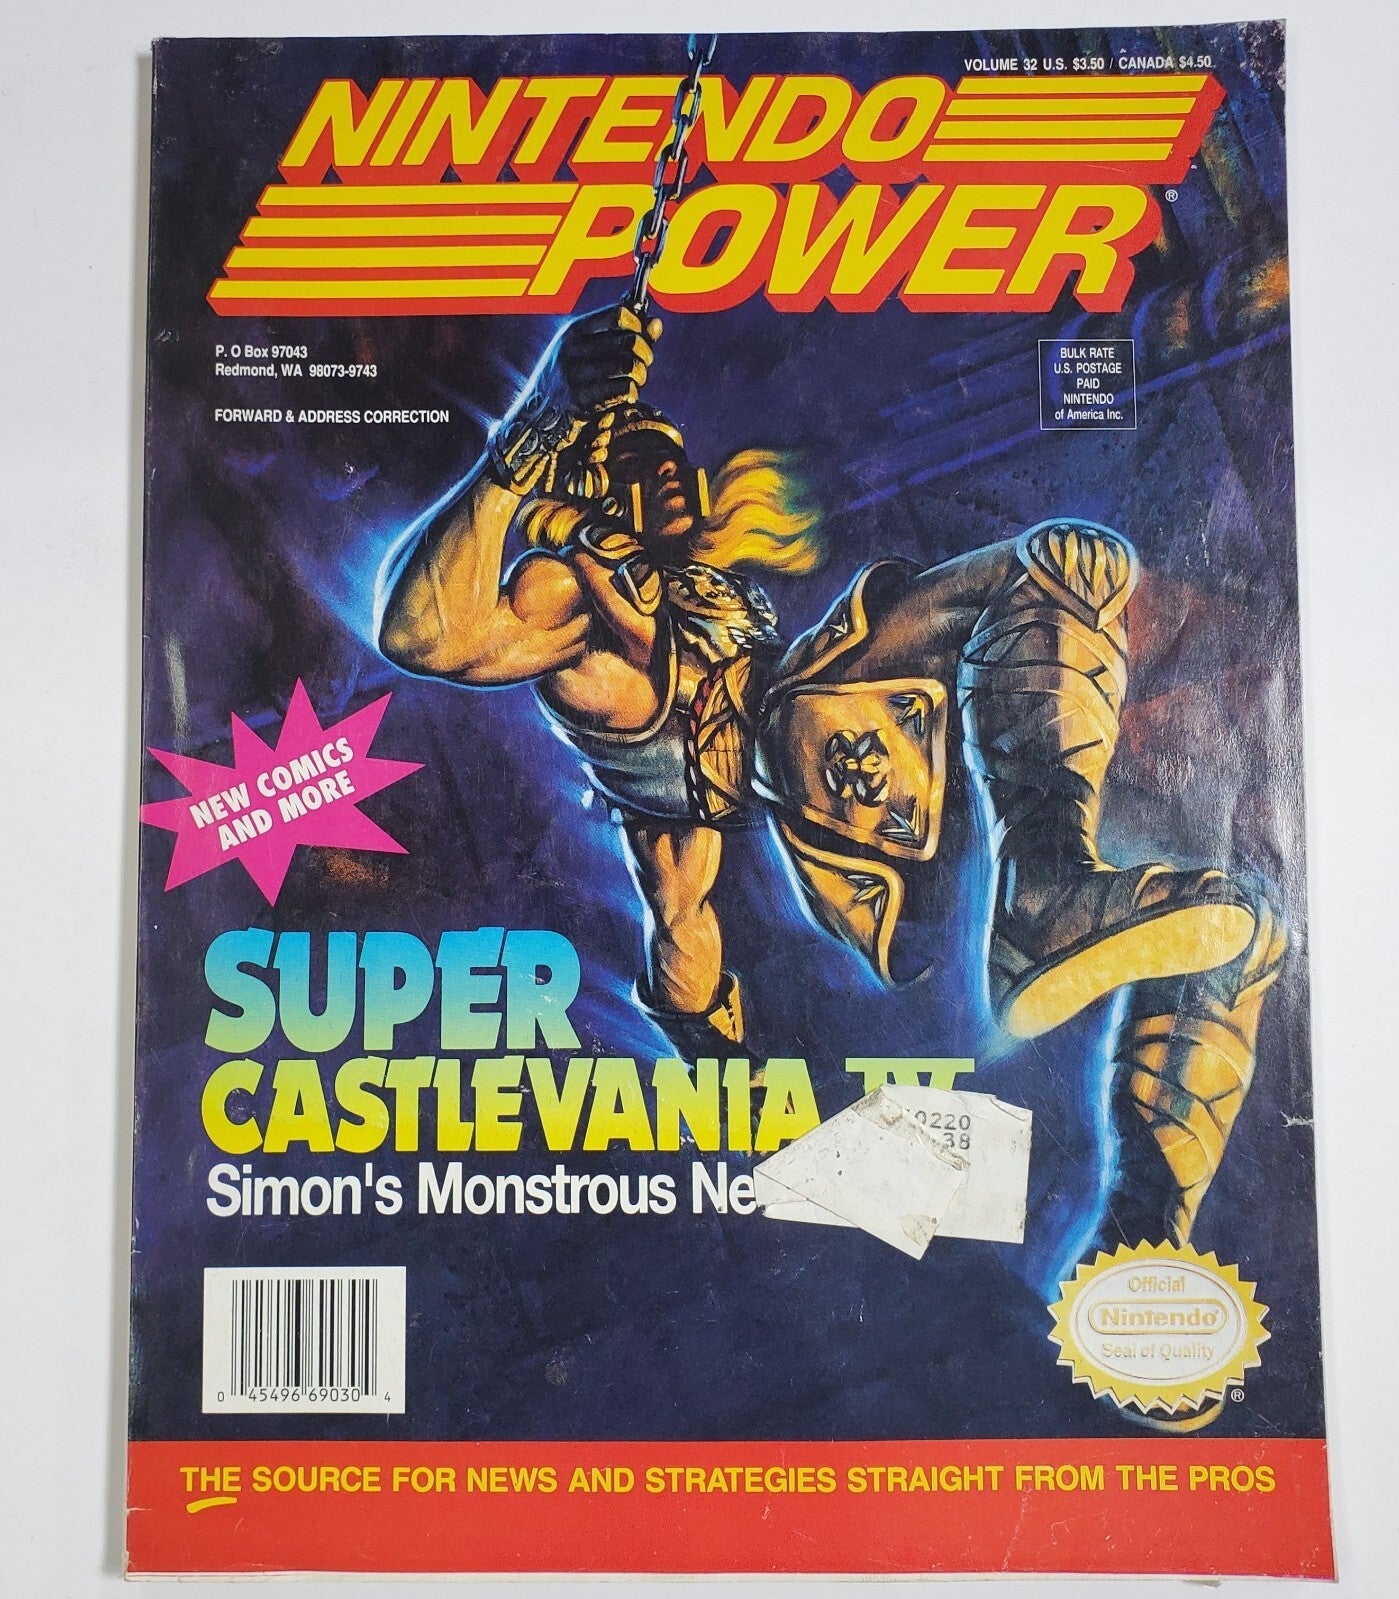 VOLUME 32 U.S. $3.50 / CANADA $4.50
NINTENDO
POWER®
P. O Box 97043
Redmond, WA 98073-9743
FORWARD & ADDRESS CORRECTION
BULK RATE
U.S. POSTAGE
PAID
NINTENDO
of America Inc.
NEW COMICS
AND MORE
SUPER
CASTLEVANIA IV
Simon's Monstrous
0220
38
Official
Nintendo®
Seal of Quality
®
0 45496 69030 4
THE SOURCE FOR NEWS AND STRATEGIES STRAIGHT FROM THE PROS